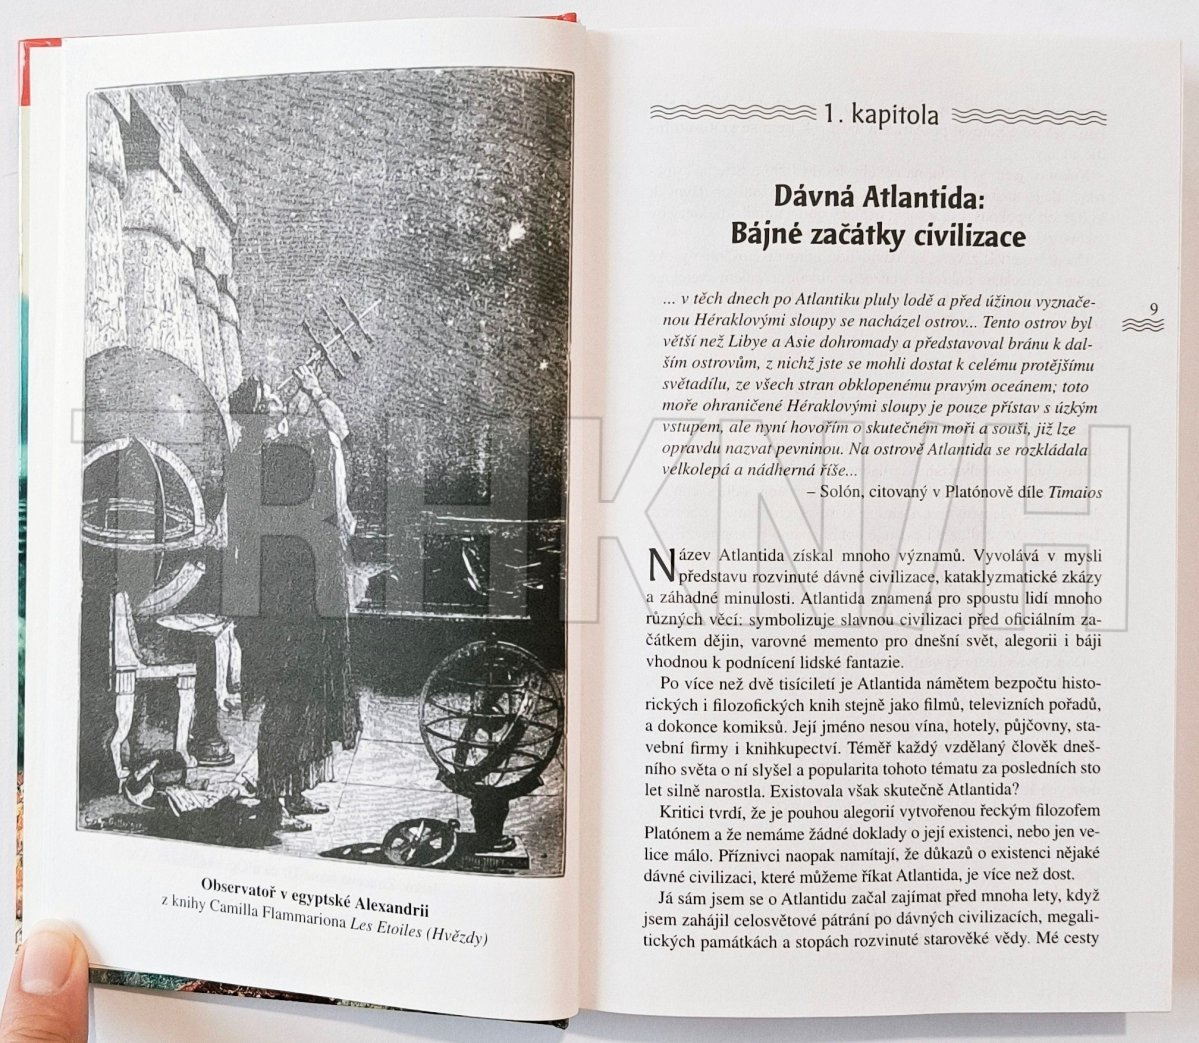 Observatoř v egyptské Alexandrii
z knihy Camilla Flammariona Les Etoiles (Hvězdy)
1. kapitola
Dávná Atlantida:
Bájné začátky civilizace
... v těch dnech po Atlantiku pluly lodě a před úžinou vyznače-
nou Héraklovými sloupy se nacházel ostrov... Tento ostrov byl
větší než Libye a Asie dohromady a představoval bránu k dal-
ším ostrovům, z nichž jste se mohli dostat k celému protějšímu
světadílu, ze všech stran obklopenému pravým oceánem; toto
moře ohraničené Héraklovými sloupy je pouze přístav s úzkým
vstupem, ale nyní hovořím o skutečném moři a souši, již lze
opravdu nazvat pevninou. Na ostrově Atlantida se rozkládala
velkolepá a nádherná říše...
– Solón, citovaný v Platónově díle Timaios
9
Název Atlantida získal mnoho významů. Vyvolává v mysli
představu rozvinuté dávné civilizace, kataklyzmatické zkázy
a záhadné minulosti. Atlantida znamená pro spoustu lidí mnoho
různých věcí: symbolizuje slavnou civilizaci před oficiálním za-
čátkem dějin, varovné memento pro dnešní svět, alegorii i báji
vhodnou k podnícení lidské fantazie.
Po více než dvě tisíciletí je Atlantida námětem bezpočtu histo-
rických i filozofických knih stejně jako filmů, televizních pořadů,
a dokonce komiksů. Její jméno nesou vína, hotely, půjčovny, sta-
vební firmy i knihkupectví. Téměř každý vzdělaný člověk dneš-
ního světa o ní slyšel a popularita tohoto tématu za posledních sto
let silně narostla. Existovala však skutečně Atlantida?
Kritici tvrdí, že je pouhou alegorií vytvořenou řeckým filozofem
Platónem a že nemáme žádné doklady o její existenci, nebo jen ve-
lice málo. Příznivci naopak namítají, že důkazů o existenci nějaké
dávné civilizaci, které můžeme říkat Atlantida, je více než dost.
Já sám jsem se o Atlantidu začal zajímat před mnoha lety, když
jsem zahájil celosvětové pátrání po dávných civilizacích, megali-
tických památkách a stopách rozvinuté starověké vědy. Mé cesty
TRHKNIH